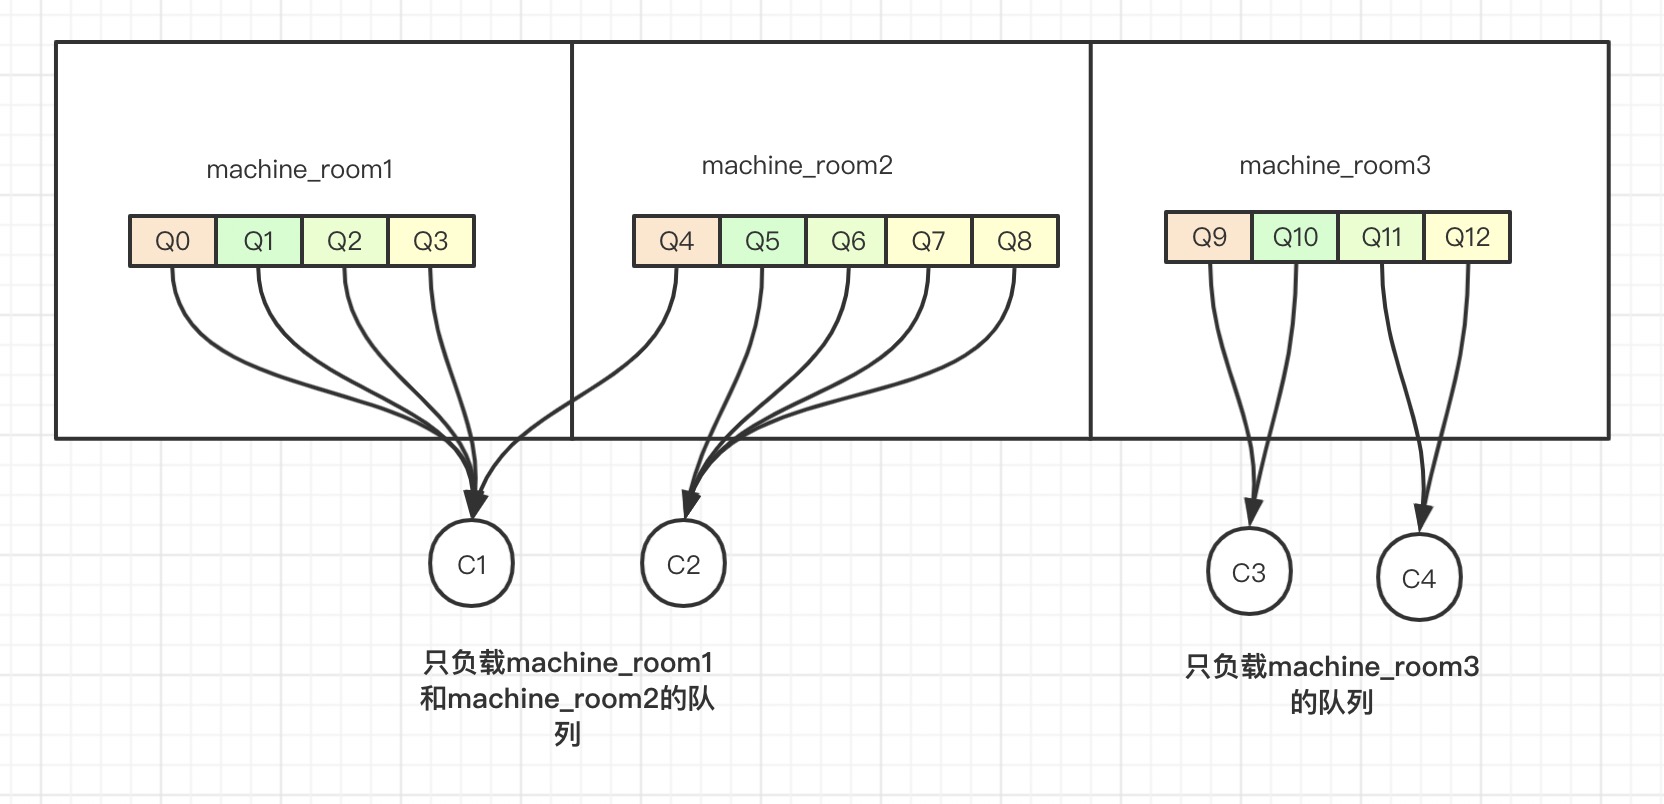 machine_room1
machine_room2
machine_room3
Q0 Q1 Q2 Q3
Q4 Q5 Q6 Q7 Q8
Q9 Q10 Q11 Q12
C1
C2
C3
C4
只负载machine_room1
和machine_room2的队
列
只负载machine_room3
的队列